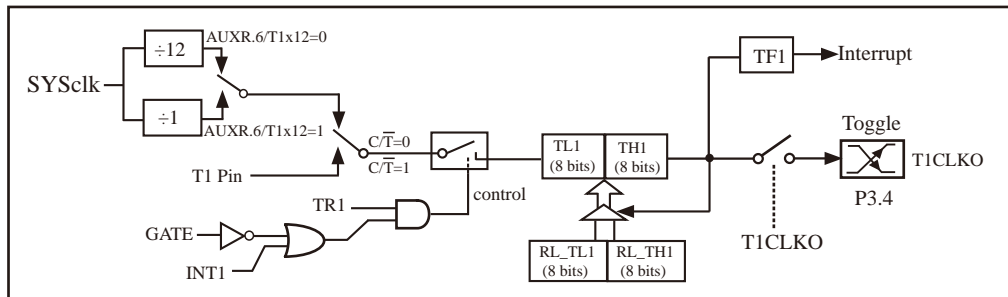 SYSclk
÷12
AUXR.6/T1x12=0
÷1
AUXR.6/T1x12=1
T1 Pin
C/T̅=0
C/T̅=1
control
TR1
GATE
INT1
TL1
(8 bits)
TH1
(8 bits)
RL_TL1
(8 bits)
RL_TH1
(8 bits)
TF1
Interrupt
Toggle
T1CLKO
P3.4
T1CLKO